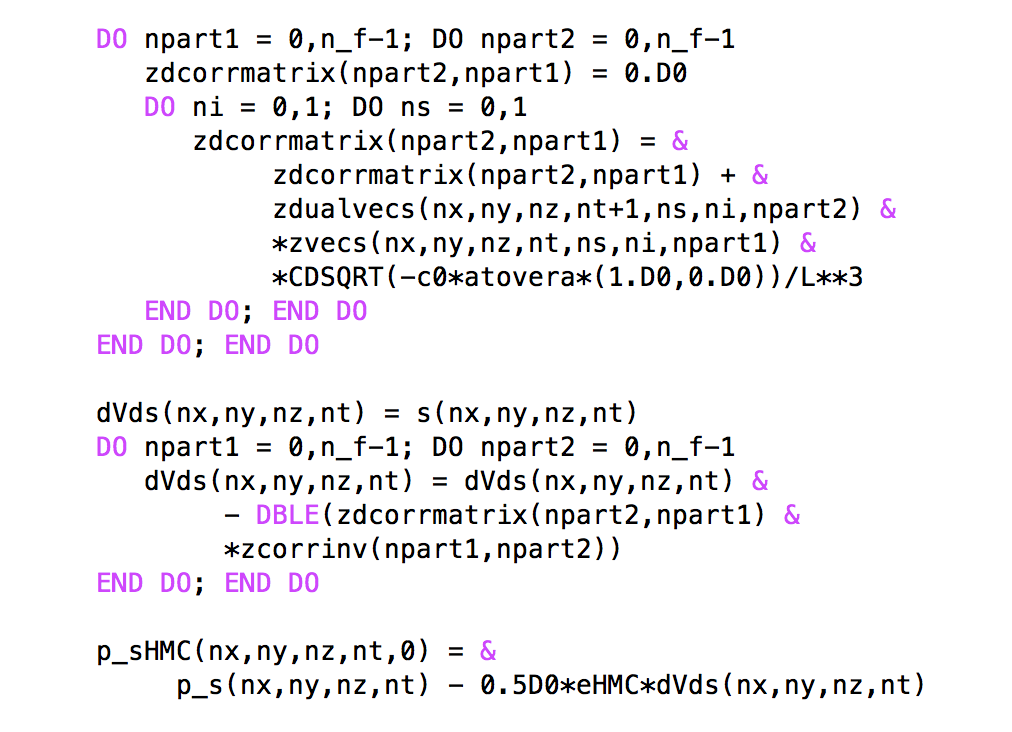 DO npart1 = 0,n_f-1; DO npart2 = 0,n_f-1
   zdcorrmatrix(npart2,npart1) = 0.D0
   DO ni = 0,1; DO ns = 0,1
      zdcorrmatrix(npart2,npart1) = &
           zdcorrmatrix(npart2,npart1) + &
           zdualvecs(nx,ny,nz,nt+1,ns,ni,npart2) &
           *zvecs(nx,ny,nz,nt,ns,ni,npart1) &
           *CDSQRT(-c0*atovera*(1.D0,0.D0))/L**3
   END DO; END DO
END DO; END DO

dVds(nx,ny,nz,nt) = s(nx,ny,nz,nt)
DO npart1 = 0,n_f-1; DO npart2 = 0,n_f-1
   dVds(nx,ny,nz,nt) = dVds(nx,ny,nz,nt) &
        - DBLE(zdcorrmatrix(npart2,npart1) &
        *zcorrinv(npart1,npart2))
END DO; END DO

p_sHMC(nx,ny,nz,nt,0) = &
     p_s(nx,ny,nz,nt) - 0.5D0*eHMC*dVds(nx,ny,nz,nt)